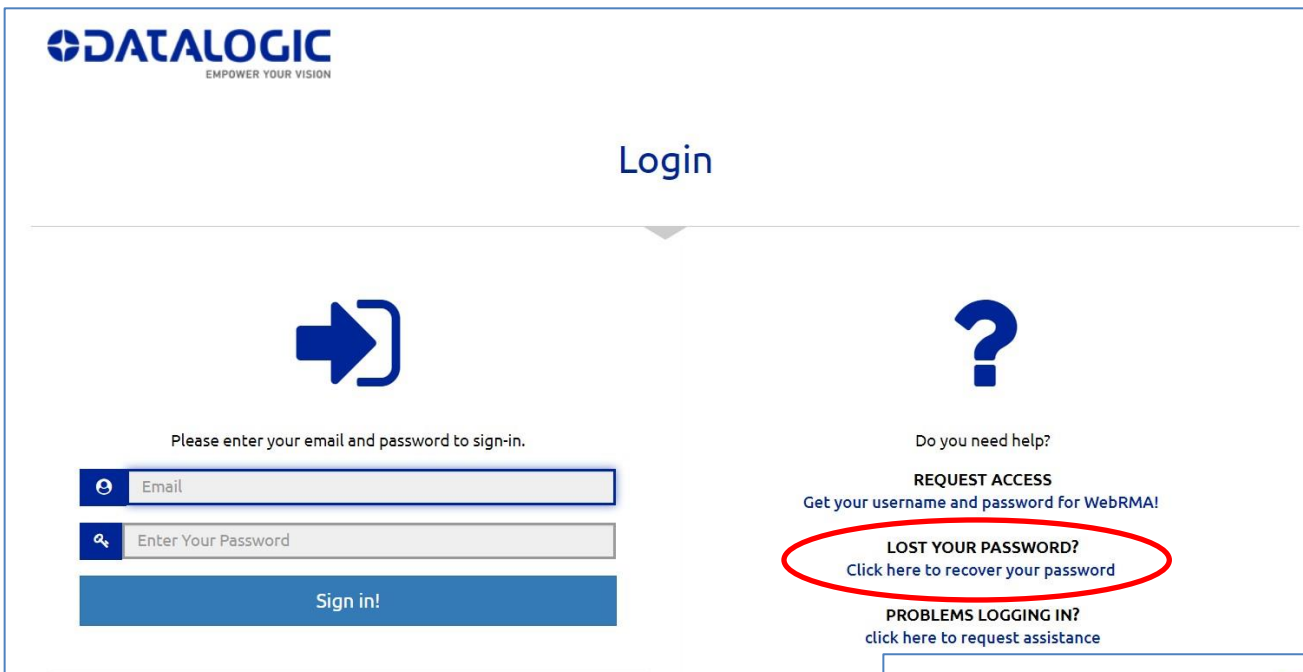 DATALOGIC
EMPOWER YOUR VISION
Login
Please enter your email and password to sign-in.
Email
Enter Your Password
Sign in!
Do you need help?
REQUEST ACCESS
Get your username and password for WebRMA!
LOST YOUR PASSWORD?
Click here to recover your password
PROBLEMS LOGGING IN?
click here to request assistance